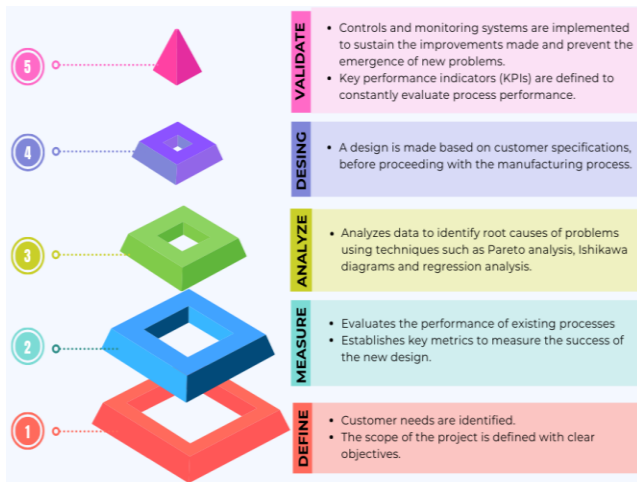 5
VALIDATE
• Controls and monitoring systems are implemented
to sustain the improvements made and prevent the
emergence of new problems.
• Key performance indicators (KPIs) are defined to
constantly evaluate process performance.
4
DESING
• A design is made based on customer specifications,
before proceeding with the manufacturing process.
3
ANALYZE
• Analyzes data to identify root causes of problems
using techniques such as Pareto analysis, Ishikawa
diagrams and regression analysis.
2
MEASURE
• Evaluates the performance of existing processes
• Establishes key metrics to measure the success of
the new design.
1
DEFINE
• Customer needs are identified.
• The scope of the project is defined with clear
objectives.